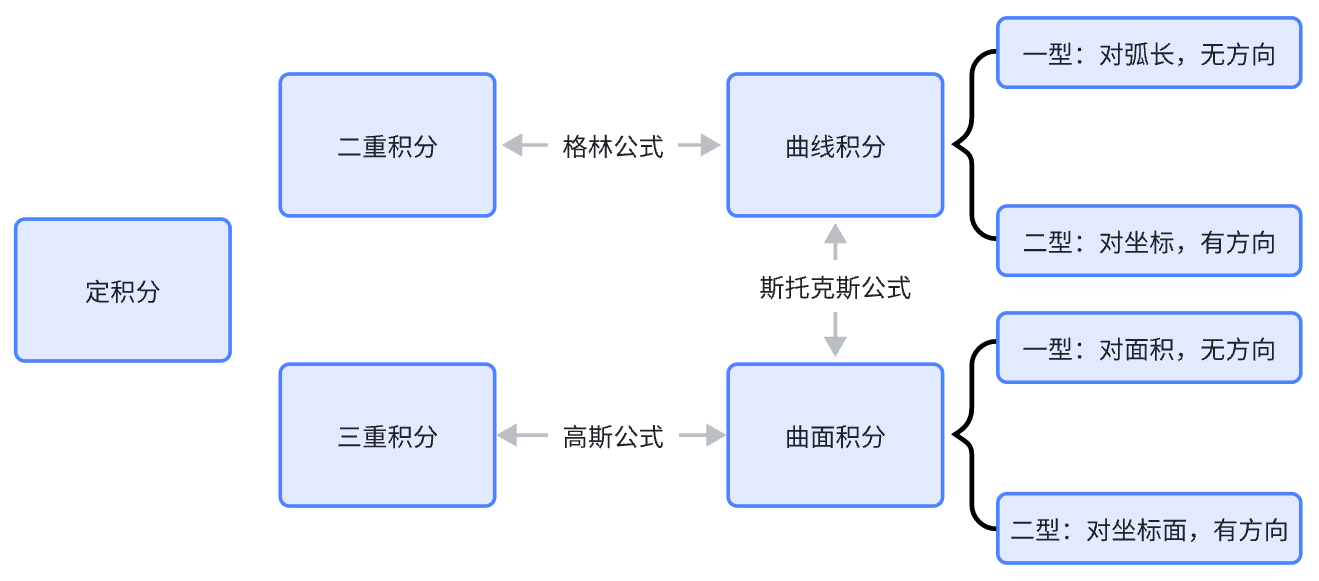 一型：对弧长，无方向
二重积分
格林公式
曲线积分
二型：对坐标，有方向
定积分
斯托克斯公式
一型：对面积，无方向
三重积分
高斯公式
曲面积分
二型：对坐标面，有方向